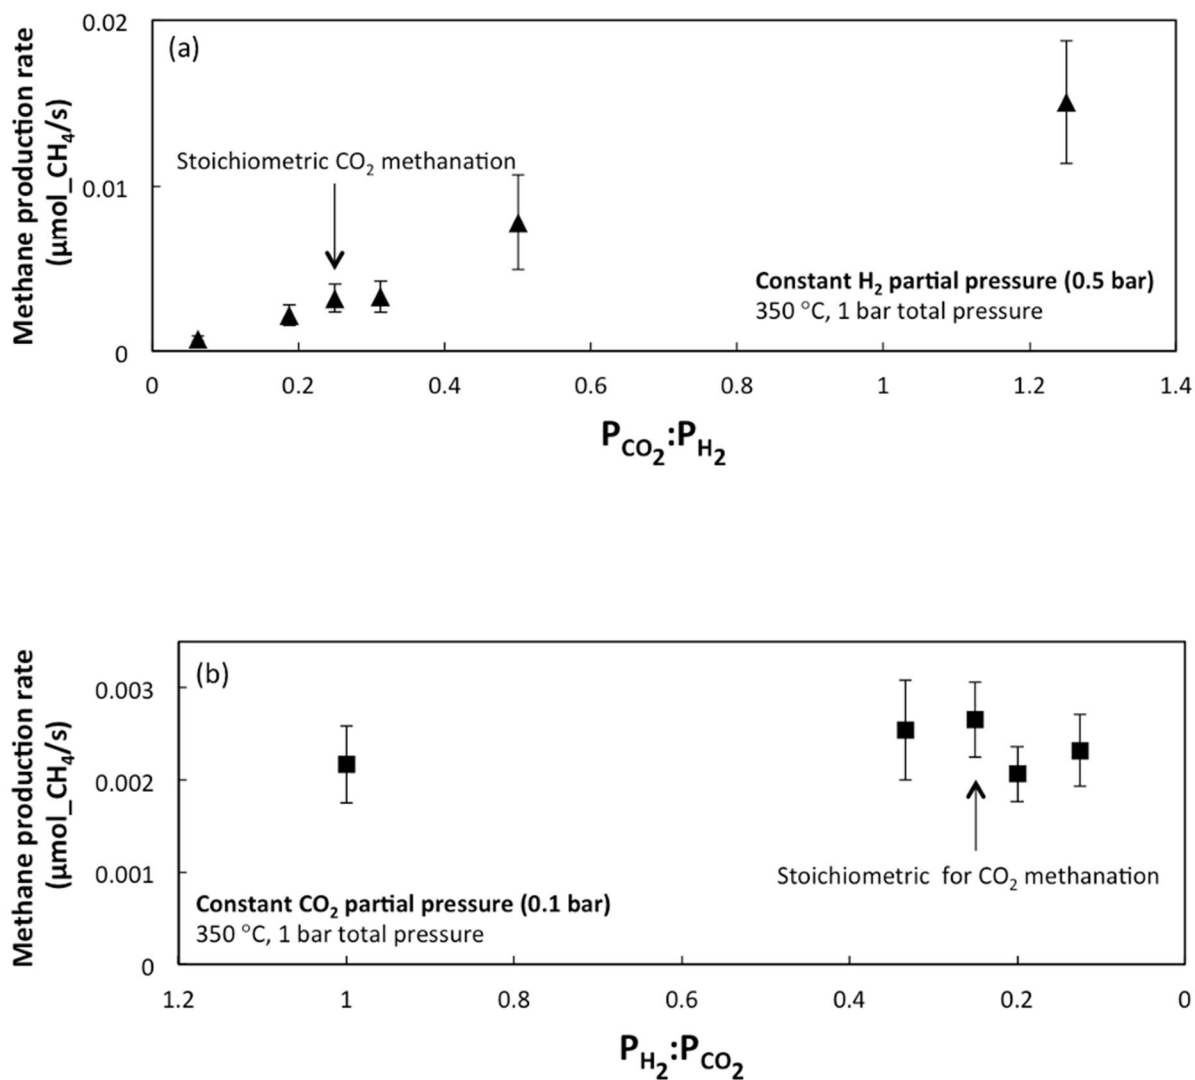 Methane production rate
(µmol_CH₄/s)
(a)
0.02
0.01
0
Stoichiometric CO₂ methanation
Constant H₂ partial pressure (0.5 bar)
350 °C, 1 bar total pressure
0 0.2 0.4 0.6 0.8 1 1.2 1.4
P_CO₂:P_H₂
Methane production rate
(µmol_CH₄/s)
(b)
0.003
0.002
0.001
0
Stoichiometric for CO₂ methanation
Constant CO₂ partial pressure (0.1 bar)
350 °C, 1 bar total pressure
1.2 1 0.8 0.6 0.4 0.2 0
P_H₂:P_CO₂